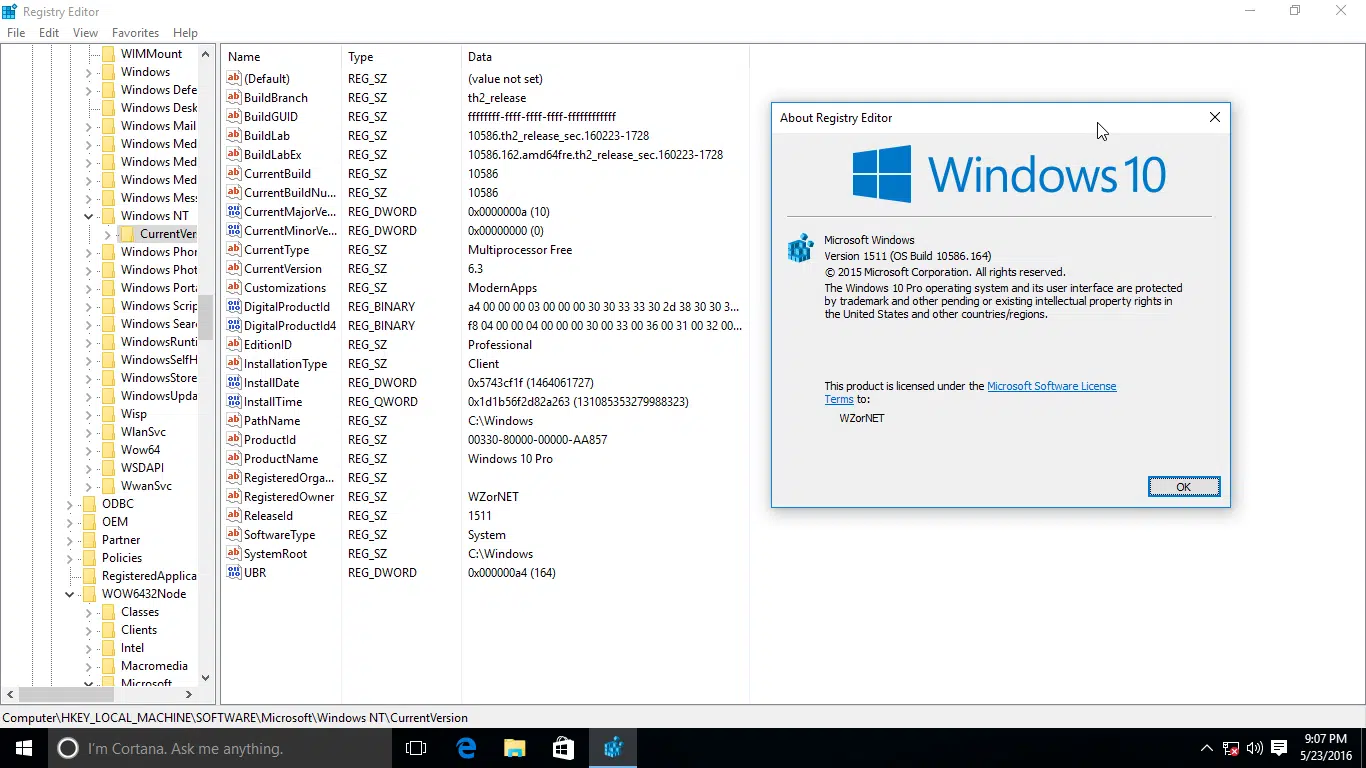 Registry Editor
File Edit View Favorites Help
WIMMount
Windows
Windows Defe
Windows Desk
Windows Mail
Windows Med
Windows Med
Windows Med
Windows Mess
Windows NT
CurrentVer
Windows Phor
Windows Phot
Windows Porta
Windows Scrip
Windows Sear
WindowsRunti
WindowsSelfH
WindowsStore
WindowsUpda
Wisp
WlanSvc
Wow64
WSDAPI
WwanSvc
ODBC
OEM
Partner
Policies
RegisteredApplica
WOW6432Node
Classes
Clients
Intel
Macromedia
Microsoft
Name Type Data
(Default) REG_SZ (value not set)
BuildBranch REG_SZ th2_release
BuildGUID REG_SZ ffffffff-ffff-ffff-ffff-ffffffffffff
BuildLab REG_SZ 10586.th2_release_sec.160223-1728
BuildLabEx REG_SZ 10586.162.amd64fre.th2_release_sec.160223-1728
CurrentBuild REG_SZ 10586
CurrentBuildNu... REG_SZ 10586
CurrentMajorVe... REG_DWORD 0x0000000a (10)
CurrentMinorVe... REG_DWORD 0x00000000 (0)
CurrentType REG_SZ Multiprocessor Free
CurrentVersion REG_SZ 6.3
Customizations REG_SZ ModernApps
DigitalProductId REG_BINARY a4 00 00 00 03 00 00 00 30 30 33 33 30 2d 38 30 30 3...
DigitalProductId4 REG_BINARY f8 04 00 00 04 00 00 00 30 00 33 00 36 00 31 00 32 00...
EditionID REG_SZ Professional
InstallationType REG_SZ Client
InstallDate REG_DWORD 0x5743cf1f (1464061727)
InstallTime REG_QWORD 0x1d1b56f2d82a263 (131085353279988323)
PathName REG_SZ C:\Windows
ProductId REG_SZ 00330-80000-00000-AA857
ProductName REG_SZ Windows 10 Pro
RegisteredOrga... REG_SZ
RegisteredOwner REG_SZ WZorNET
ReleaseId REG_SZ 1511
SoftwareType REG_SZ System
SystemRoot REG_SZ C:\Windows
UBR REG_DWORD 0x000000a4 (164)
About Registry Editor
Windows 10
Microsoft Windows
Version 1511 (OS Build 10586.164)
© 2015 Microsoft Corporation. All rights reserved.
The Windows 10 Pro operating system and its user interface are protected
by trademark and other pending or existing intellectual property rights in
the United States and other countries/regions.
This product is licensed under the Microsoft Software License
Terms to:
WZorNET
OK
Computer\HKEY_LOCAL_MACHINE\SOFTWARE\Microsoft\Windows NT\CurrentVersion
I'm Cortana. Ask me anything.
9:07 PM
5/23/2016